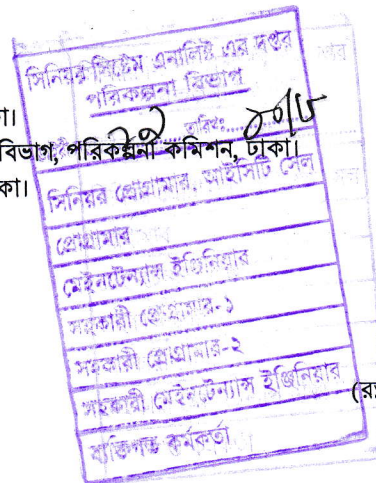 সিনিয়র সিস্টেম এনালিস্ট এর দপ্তর
পরিকল্পনা বিভাগ
কা।
তারিখঃ
বিভাগ, পরিকল্পনা কমিশন, ঢাকা।
কা।
সিনিয়র প্রোগ্রামার, আইসিটি সেল
প্রোগ্রামার
মেইনটেন্যান্স ইঞ্জিনিয়ার
সহকারী প্রোগ্রামার-১
সহকারী প্রোগ্রামার-২
সহকারী মেইনটেন্যান্স ইঞ্জিনিয়ার
ব্যক্তিগত কর্মকর্তা